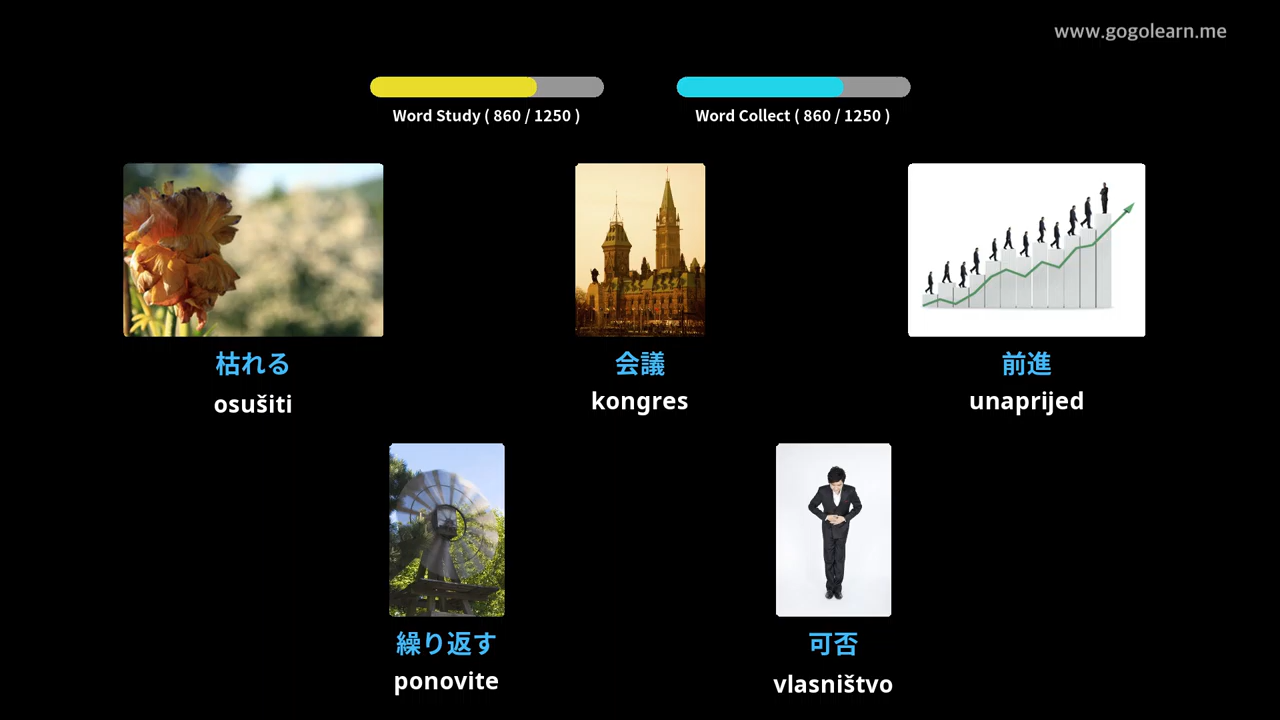 www.gogolearn.me
Word Study ( 860 / 1250 )
Word Collect ( 860 / 1250 )
枯れる
osušiti
会議
kongres
前進
unaprijed
繰り返す
ponovite
可否
vlasništvo